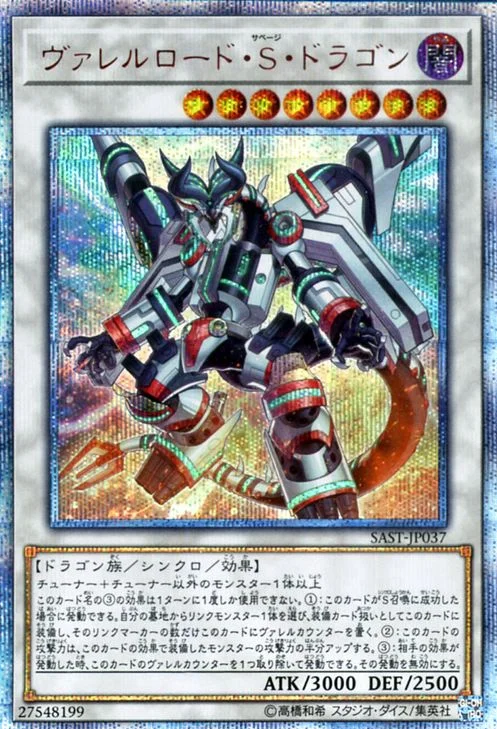 ヴァレルロード・S・ドラゴン
闇
SAST-JP037
【ドラゴン族／シンクロ／効果】
チューナー＋チューナー以外のモンスター1体以上
このカード名の③の効果は1ターンに1度しか使用できない。①：このカードがS召喚に成功した
場合に発動できる。自分の墓地からリンクモンスター1体を選び、装備カード扱いとしてこのカードに
装備し、そのリンクマーカーの数だけこのカードにヴァレルカウンターを置く。②：このカードの
攻撃力は、このカードの効果で装備したモンスターの攻撃力の半分アップする。③：相手の効果が
発動した時、このカードのヴァレルカウンターを1つ取り除いて発動できる。その発動を無効にする。
ATK/3000 DEF/2500
27548199
©高橋和希 スタジオ・ダイス/集英社